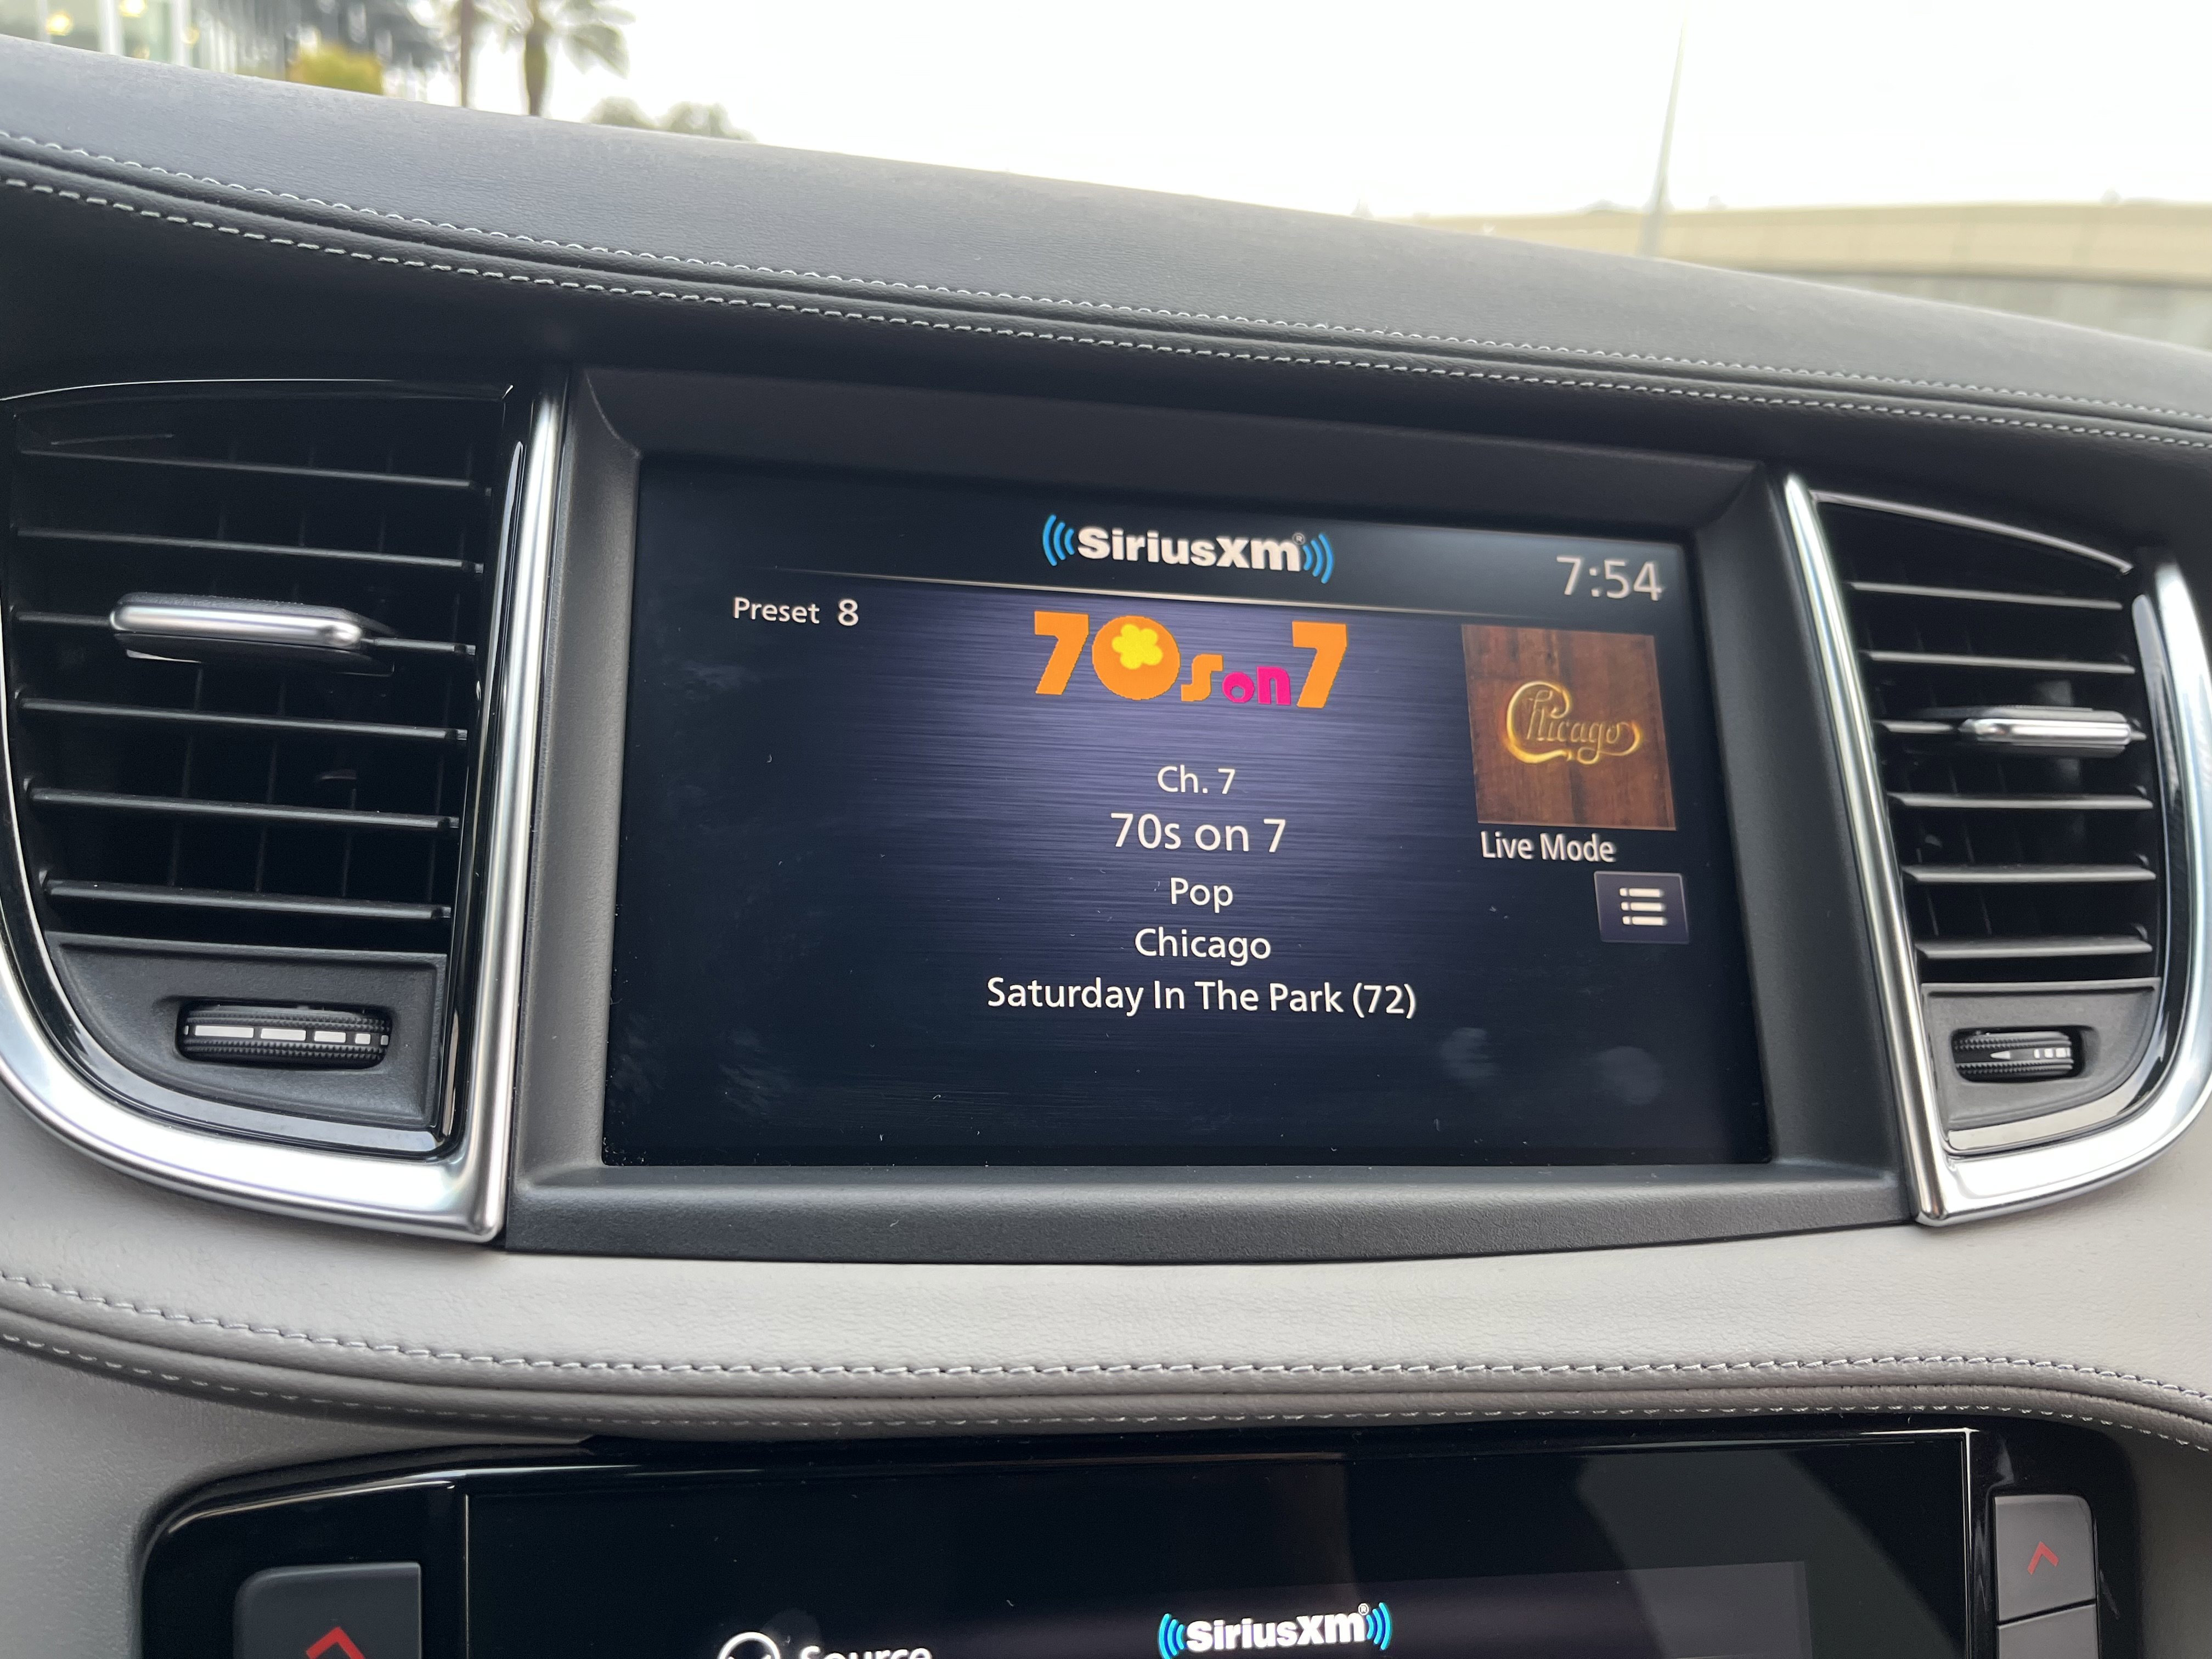 SiriusXM®
7:54
Preset 8
70s on 7
Chicago
Ch. 7
70s on 7
Live Mode
Pop
Chicago
Saturday In The Park (72)
SiriusXM®
Source